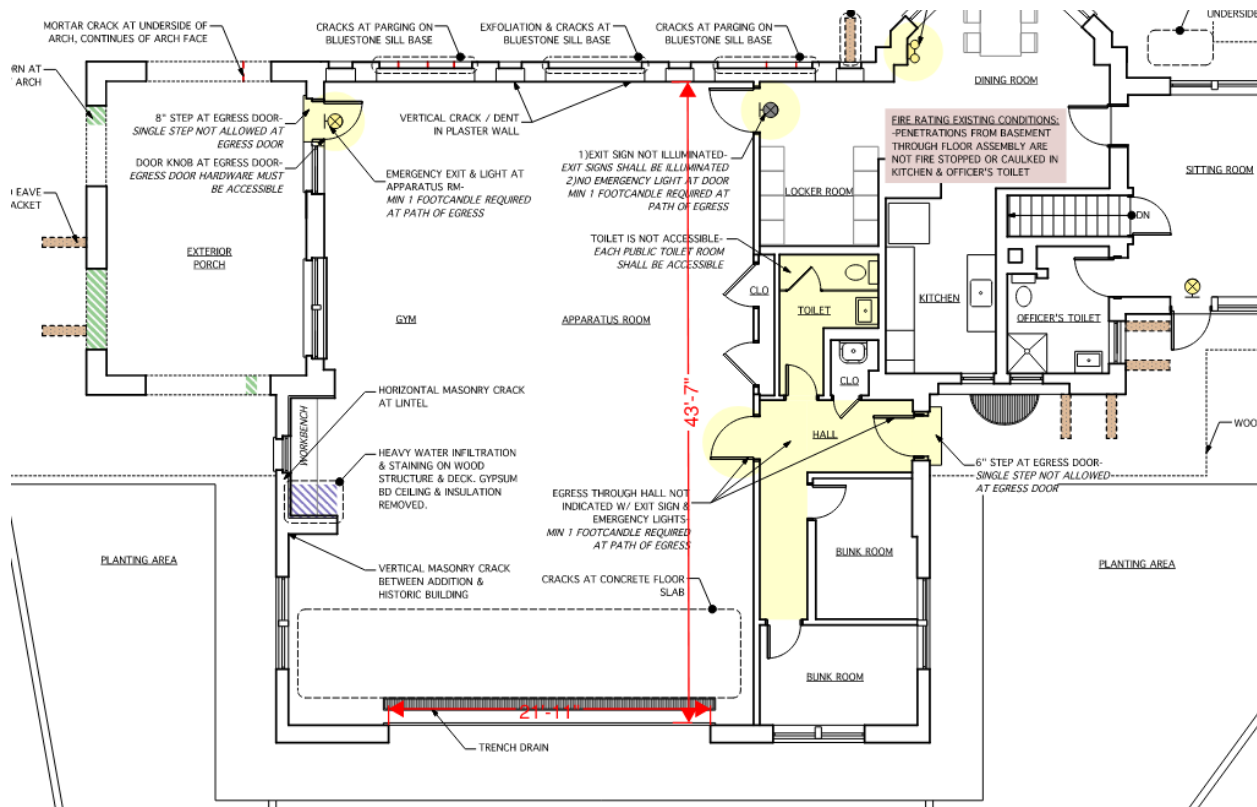 MORTAR CRACK AT UNDERSIDE OF
ARCH, CONTINUES OF ARCH FACE
CRACKS AT PARGING ON
BLUESTONE SILL BASE
EXFOLIATION & CRACKS AT
BLUESTONE SILL BASE
CRACKS AT PARGING ON
BLUESTONE SILL BASE
UNDERSIDE
RN AT
ARCH
8" STEP AT EGRESS DOOR-
SINGLE STEP NOT ALLOWED AT
EGRESS DOOR
DOOR KNOB AT EGRESS DOOR-
EGRESS DOOR HARDWARE MUST
BE ACCESSIBLE
EAVE
ACKET
EXTERIOR
PORCH
VERTICAL CRACK / DENT
IN PLASTER WALL
EMERGENCY EXIT & LIGHT AT
APPARATUS RM-
MIN 1 FOOTCANDLE REQUIRED
AT PATH OF EGRESS
1)EXIT SIGN NOT ILLUMINATED-
EXIT SIGNS SHALL BE ILLUMINATED
2)NO EMERGENCY LIGHT AT DOOR
MIN 1 FOOTCANDLE REQUIRED AT
PATH OF EGRESS
DINING ROOM
FIRE RATING EXISTING CONDITIONS:
-PENETRATIONS FROM BASEMENT
THROUGH FLOOR ASSEMBLY ARE
NOT FIRE STOPPED OR CAULKED IN
KITCHEN & OFFICER'S TOILET
SITTING ROOM
LOCKER ROOM
DN
TOILET IS NOT ACCESSIBLE-
EACH PUBLIC TOILET ROOM
SHALL BE ACCESSIBLE
CLO
TOILET
KITCHEN
OFFICER'S TOILET
GYM
APPARATUS ROOM
CLO
43'-7"
HORIZONTAL MASONRY CRACK
AT LINTEL
WORKBENCH
HALL
WOO
HEAVY WATER INFILTRATION
& STAINING ON WOOD
STRUCTURE & DECK. GYPSUM
BD CEILING & INSULATION
REMOVED.
6" STEP AT EGRESS DOOR-
SINGLE STEP NOT ALLOWED
AT EGRESS DOOR
EGRESS THROUGH HALL NOT
INDICATED W/ EXIT SIGN &
EMERGENCY LIGHTS-
MIN 1 FOOTCANDLE REQUIRED
AT PATH OF EGRESS
BUNK ROOM
PLANTING AREA
PLANTING AREA
VERTICAL MASONRY CRACK
BETWEEN ADDITION &
HISTORIC BUILDING
CRACKS AT CONCRETE FLOOR
SLAB
BUNK ROOM
21'-11"
TRENCH DRAIN